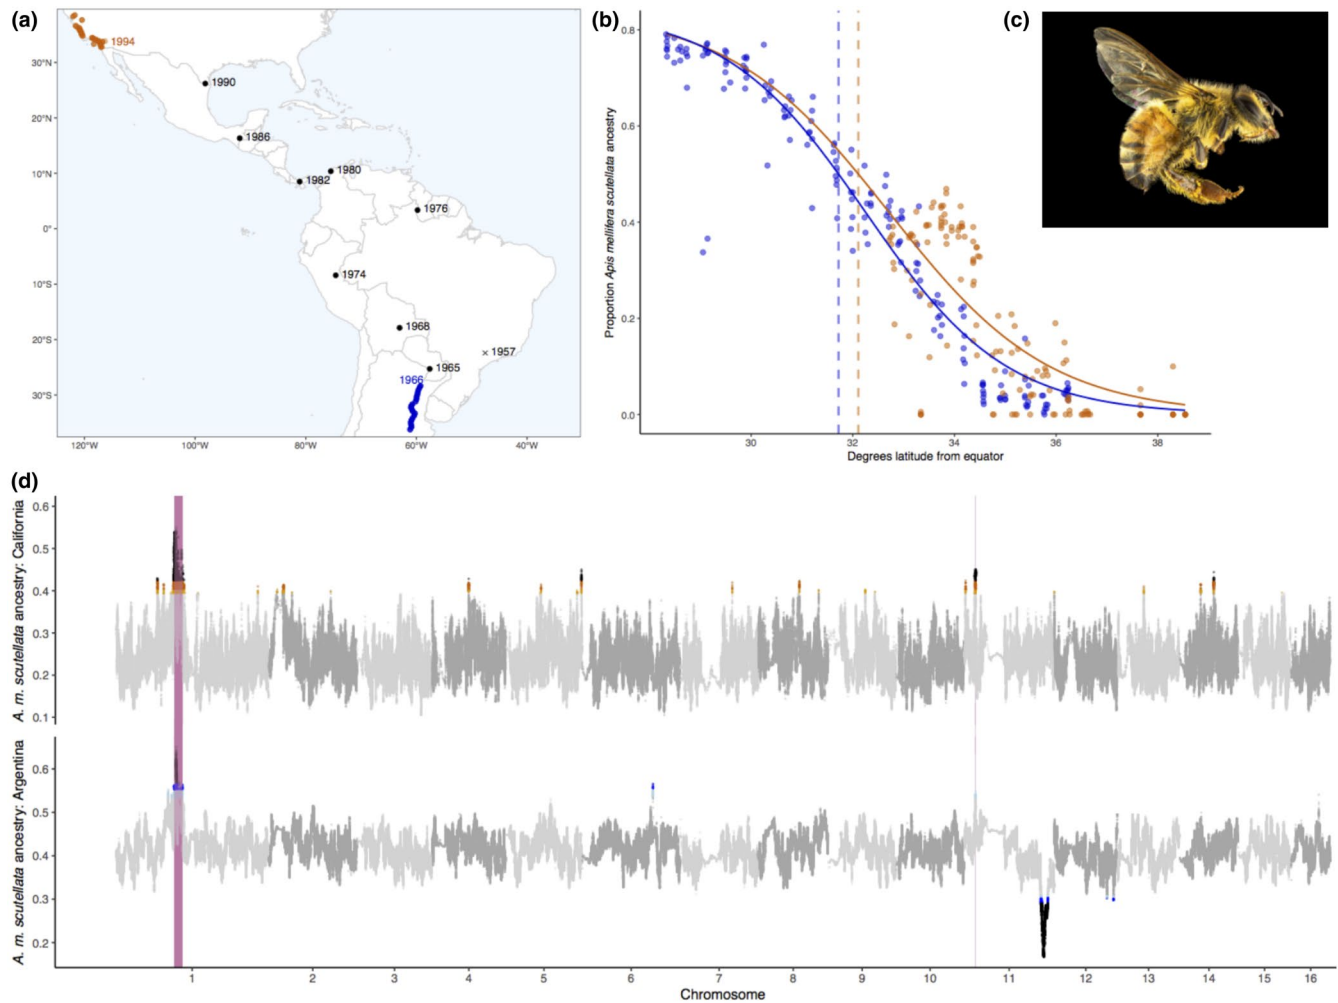 (a)
1994
1990
1986
1980
1982
1976
1974
1968
1957
1965
1966
30°N
20°N
10°N
0°
10°S
20°S
30°S
120°W
100°W
80°W
60°W
40°W
(b)
Proportion Apis mellifera scutellata ancestry
0.8
0.6
0.4
0.2
0.0
30
32
34
36
38
Degrees latitude from equator
(c)
(d)
A. m. scutellata ancestry: California
0.6
0.5
0.4
0.3
0.2
0.1
A. m. scutellata ancestry: Argentina
0.6
0.5
0.4
0.3
0.2
1 2 3 4 5 6 7 8 9 10 11 12 13 14 15 16
Chromosome